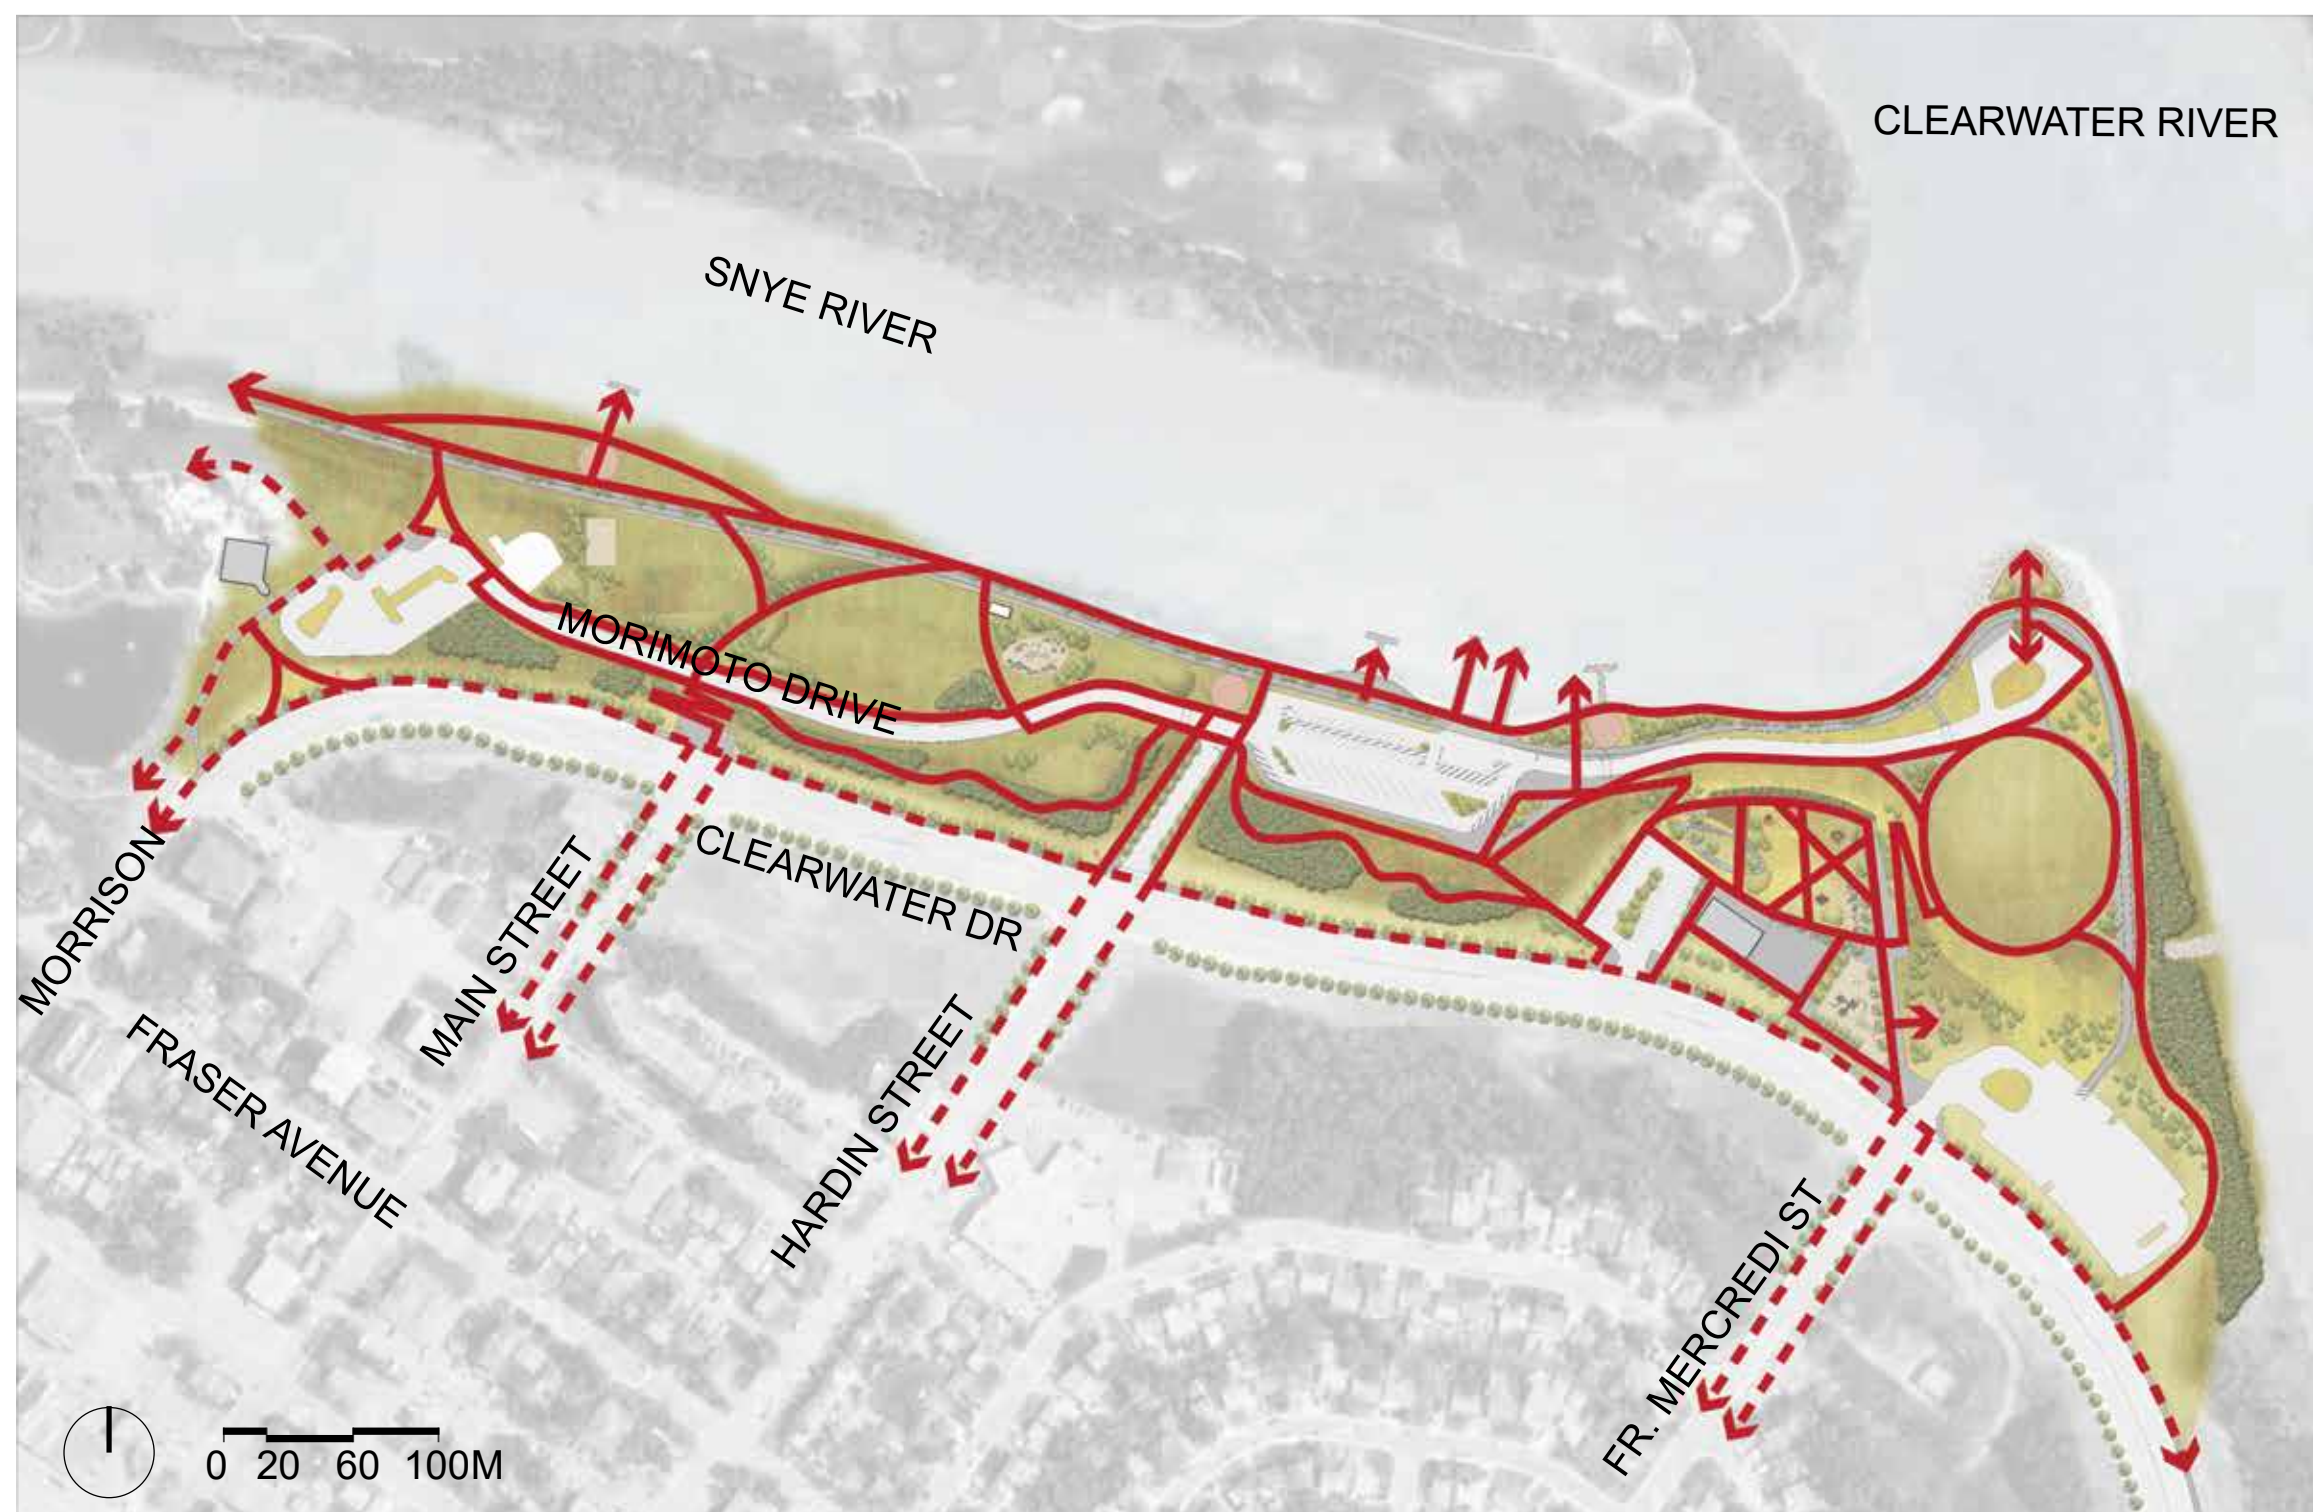 CLEARWATER RIVER
SNYE RIVER
MORIMOTO DRIVE
CLEARWATER DR
MORRISON
MAIN STREET
FRASER AVENUE
HARDIN STREET
FR. MERCREDI ST
0 20 60 100M